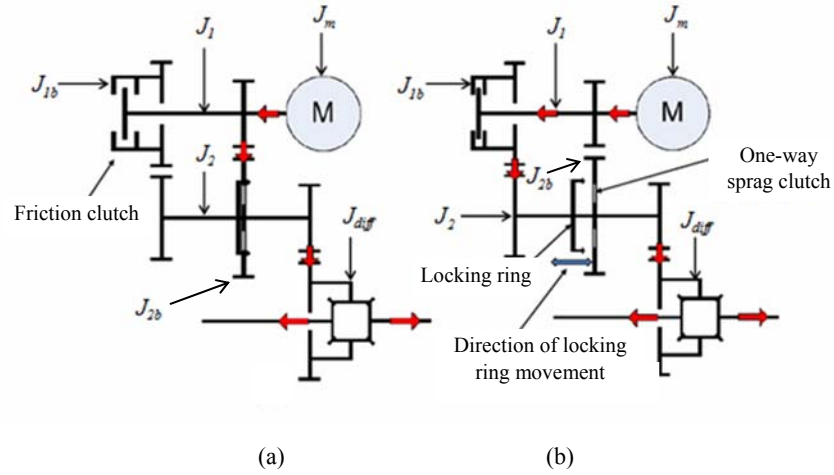 J1
Jm
J1b
M
J2
Friction clutch
Jdiff
J2b
(a)
J1
Jm
J1b
M
One-way
sprag clutch
J2b
J2
Jdiff
Locking ring
Direction of locking
ring movement
(b)